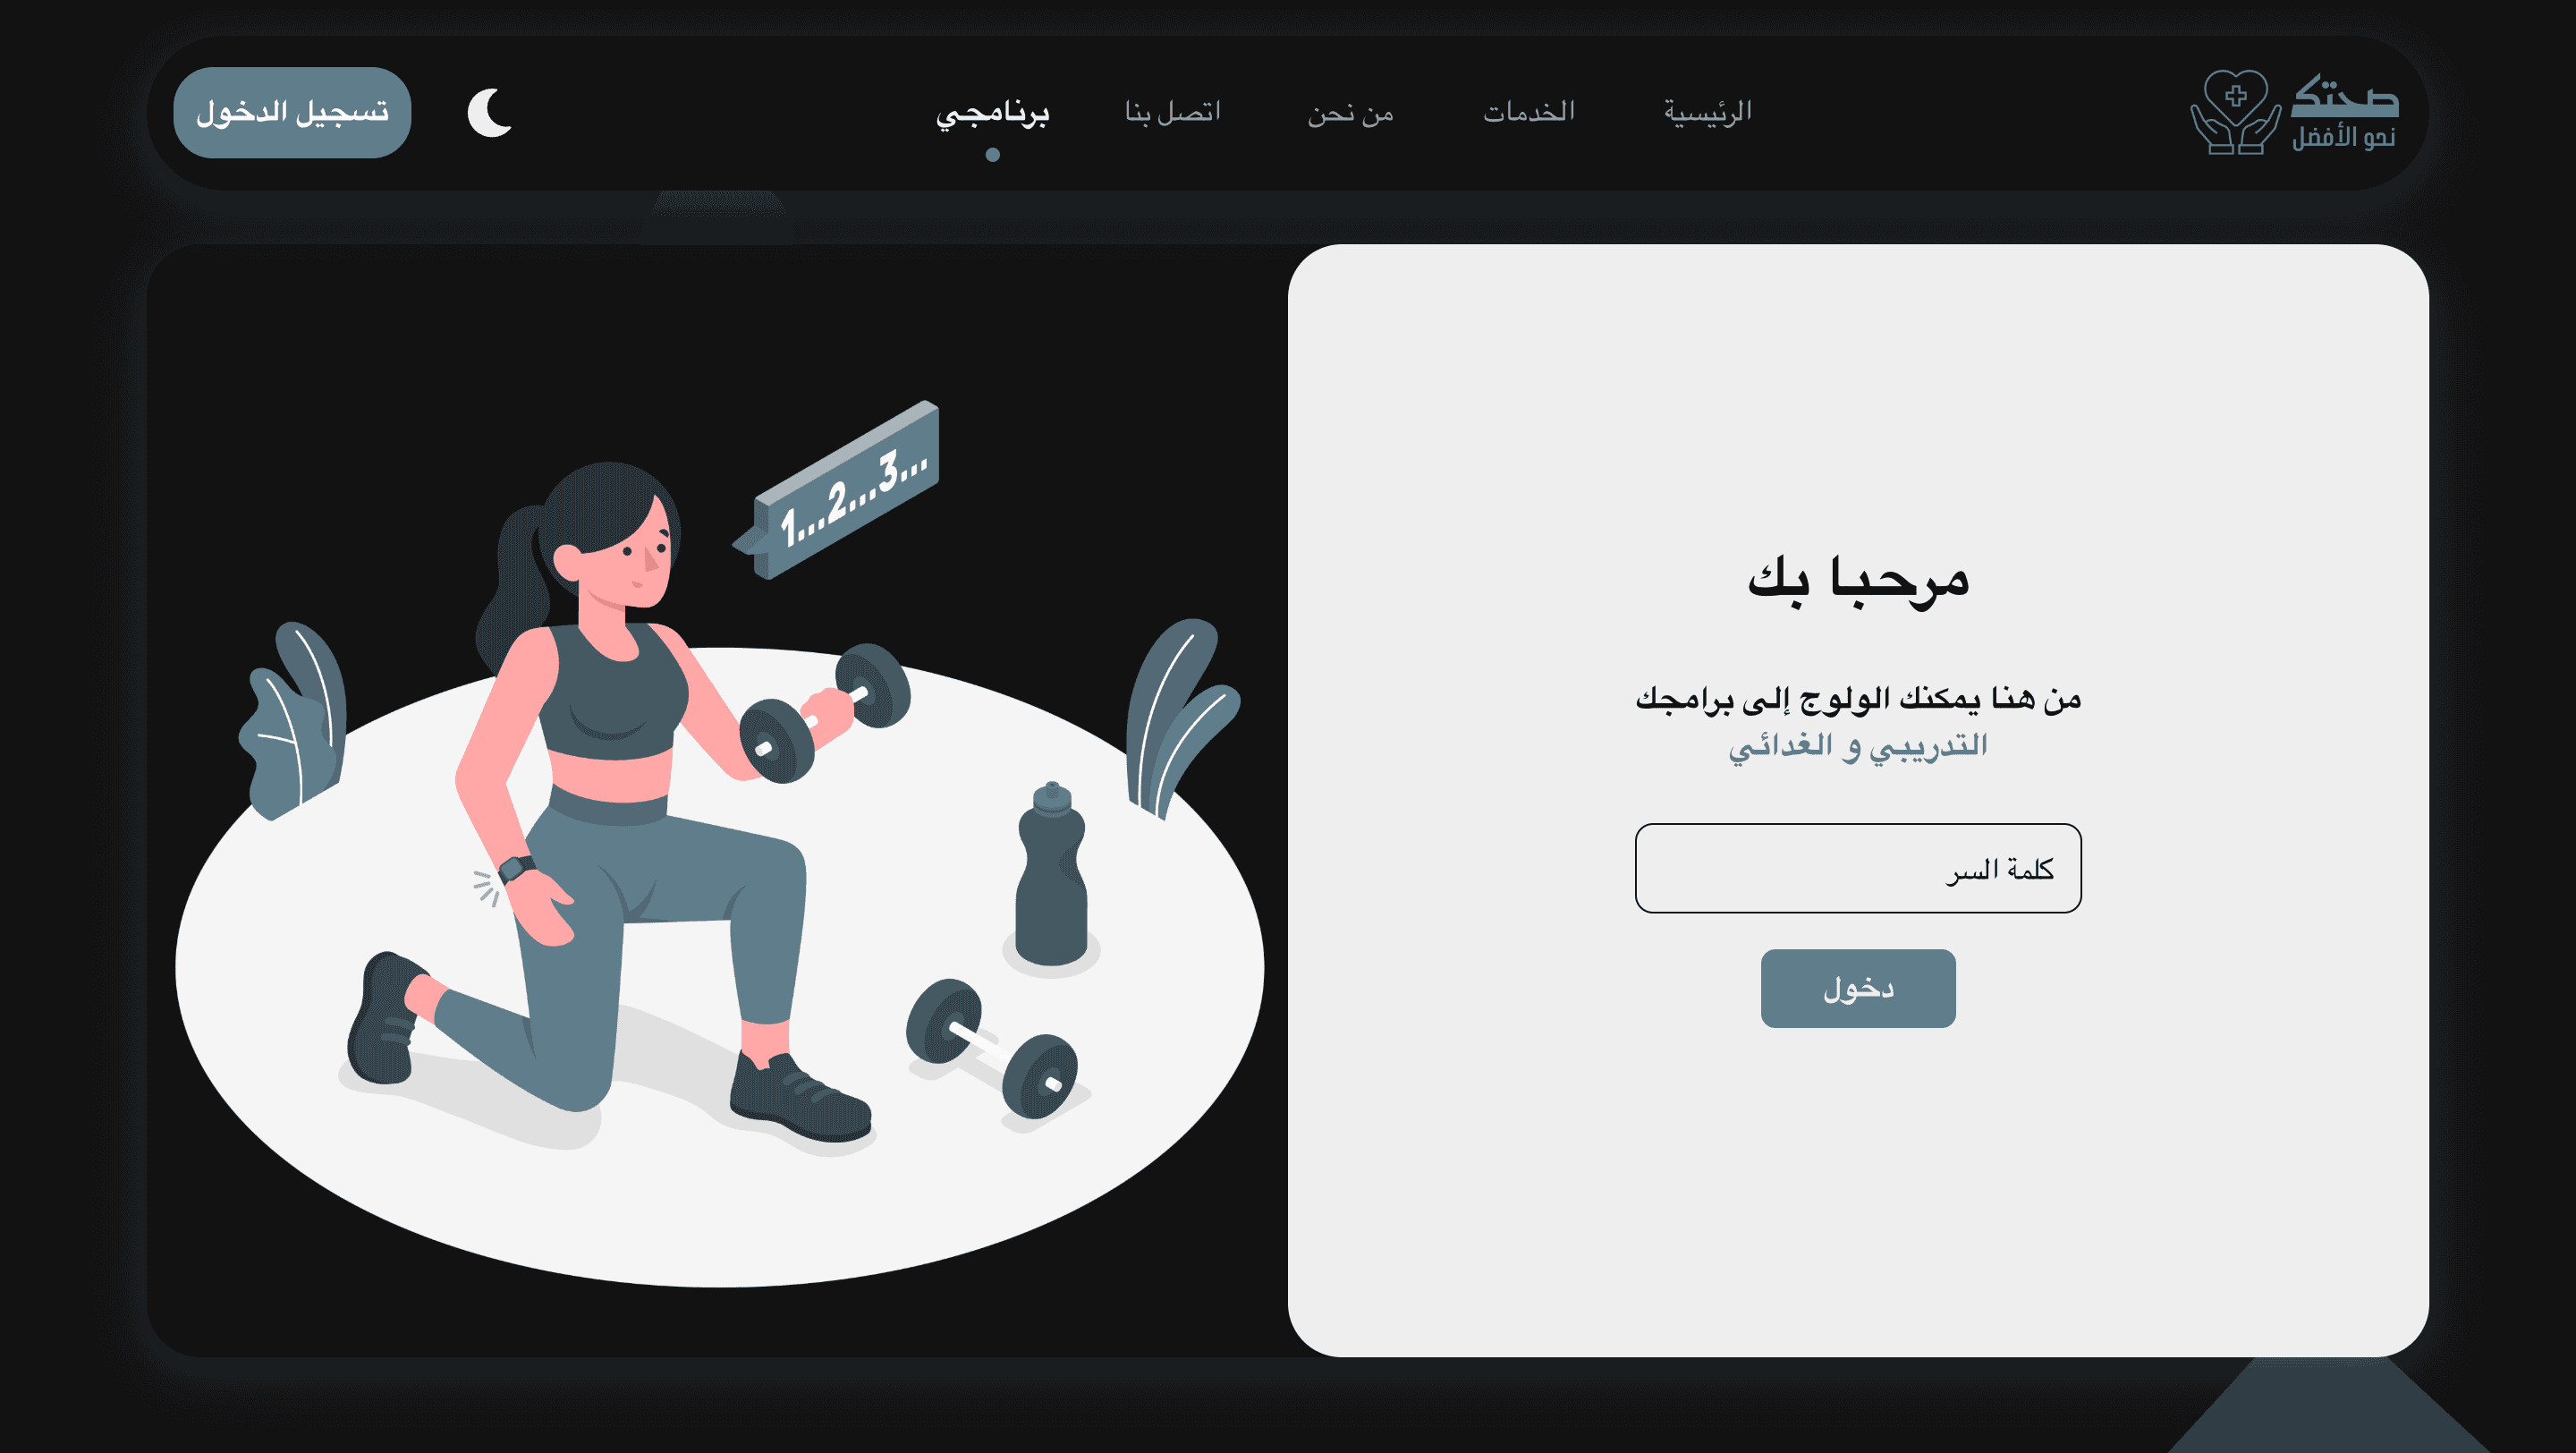 صحتك
نحو الأفضل
الرئيسية
الخدمات
من نحن
اتصل بنا
برنامجي
تسجيل الدخول
1...2...3...
مرحبا بك
من هنا يمكنك الولوج إلى برامجك
التدريبي و الغدائي
كلمة السر
دخول